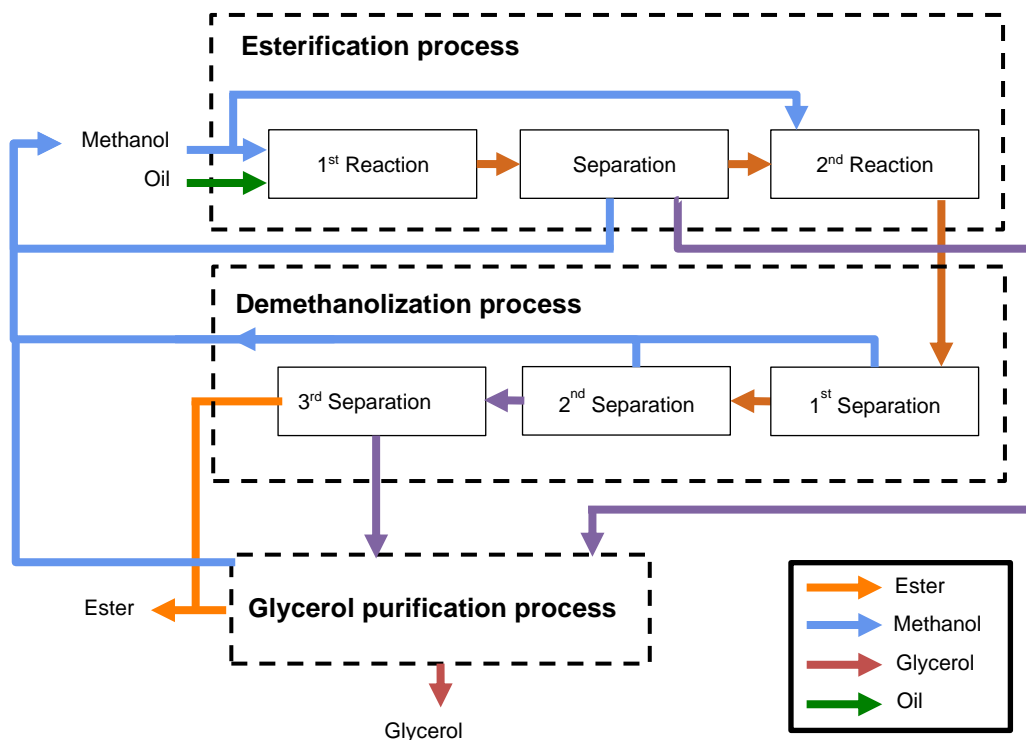 Esterification process
Methanol
Oil
1st Reaction
Separation
2nd Reaction
Demethanolization process
3rd Separation
2nd Separation
1st Separation
Glycerol purification process
Ester
Glycerol
Ester
Methanol
Glycerol
Oil